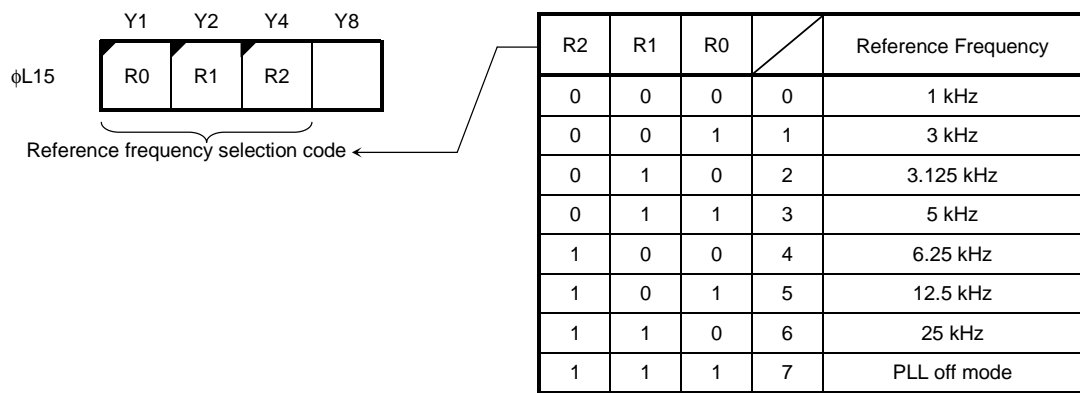 Y1 Y2 Y4 Y8
ϕL15 R0 R1 R2
Reference frequency selection code
R2 R1 R0 Reference Frequency
0 0 0 0 1 kHz
0 0 1 1 3 kHz
0 1 0 2 3.125 kHz
0 1 1 3 5 kHz
1 0 0 4 6.25 kHz
1 0 1 5 12.5 kHz
1 1 0 6 25 kHz
1 1 1 7 PLL off mode